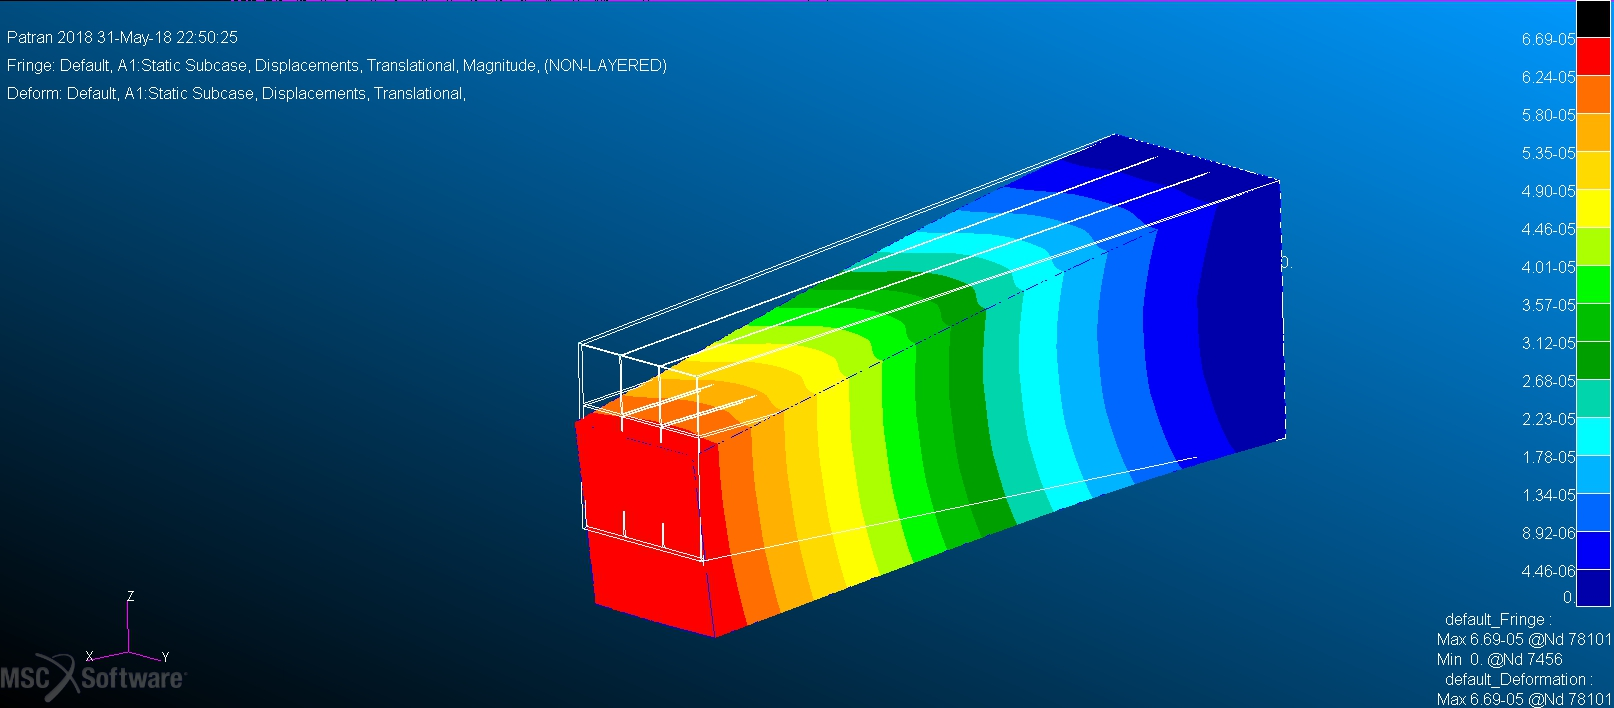 Patran 2018 31-May-18 22:50:25
Fringe: Default, A1:Static Subcase, Displacements, Translational, Magnitude, (NON-LAYERED)
Deform: Default, A1:Static Subcase, Displacements, Translational,
6.69-05
6.24-05
5.80-05
5.35-05
4.90-05
4.46-05
4.01-05
3.57-05
3.12-05
2.68-05
2.23-05
1.78-05
1.34-05
8.92-06
4.46-06
0.
0.
default_Fringe :
Max 6.69-05 @Nd 78101
Min 0. @Nd 7456
default_Deformation :
Max 6.69-05 @Nd 78101
Z
X
Y
MSC Software